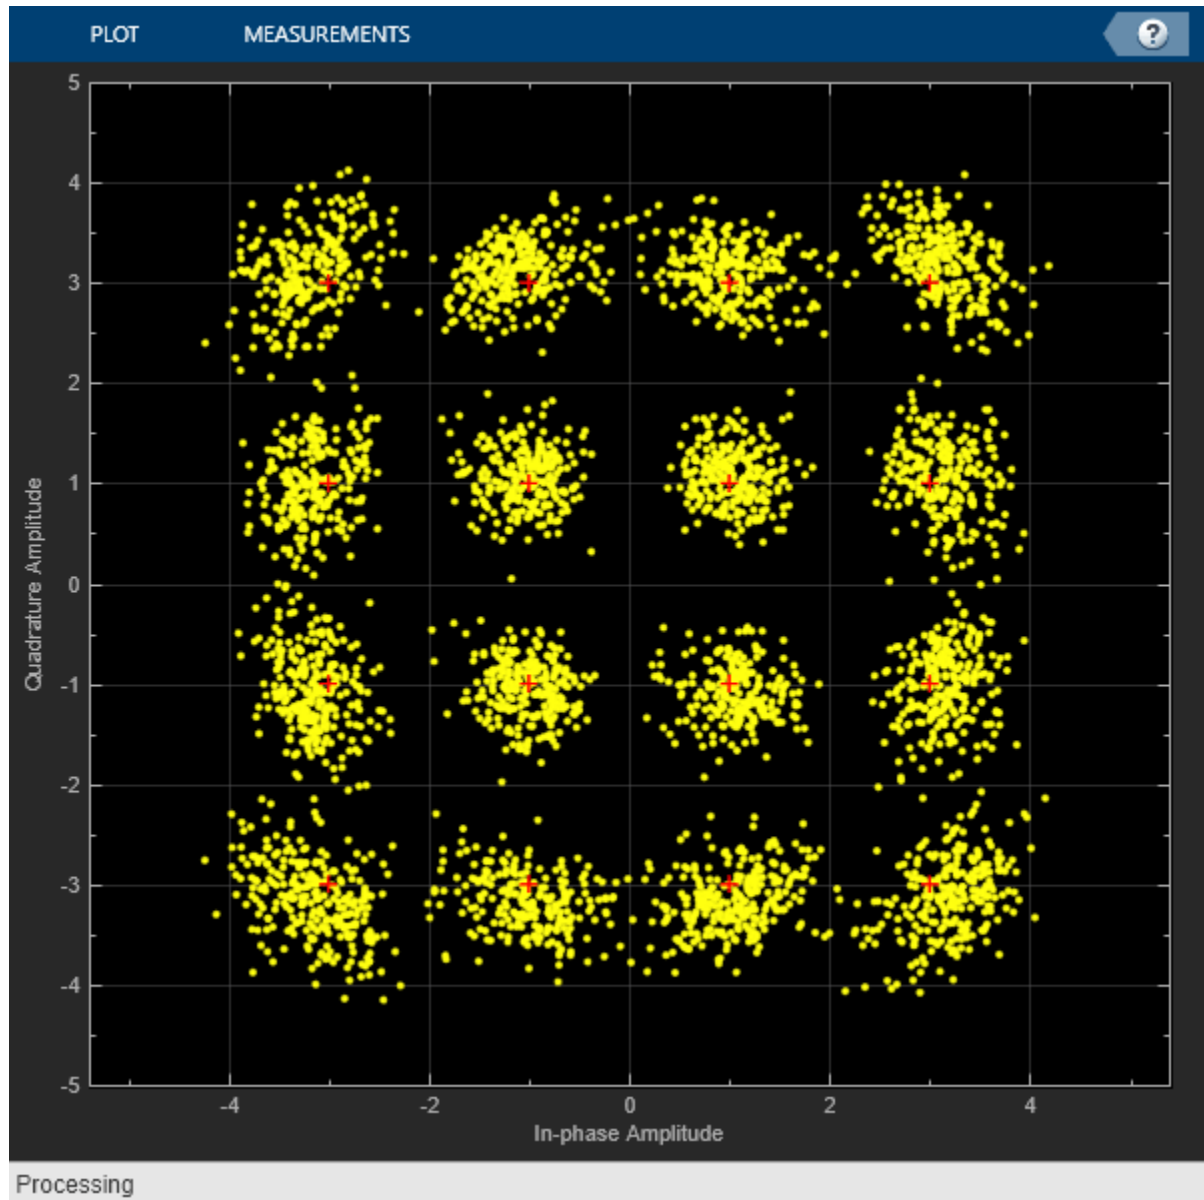 PLOT MEASUREMENTS ?
5
4
3
2
1
0
-1
-2
-3
-4
-5
Quadrature Amplitude
-4 -2 0 2 4
In-phase Amplitude
Processing